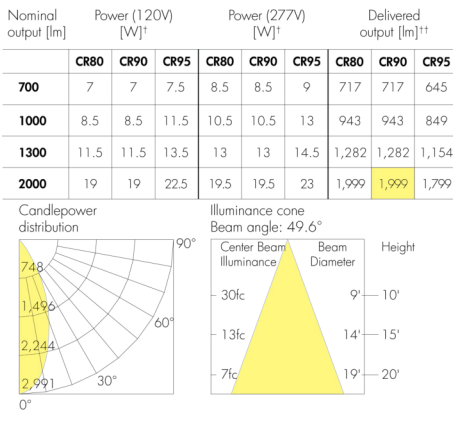 Nominal output [lm] Power (120V) [W]† Power (277V) [W]† Delivered output [lm]††
CR80 CR90 CR95 CR80 CR90 CR95 CR80 CR90 CR95
700 7 7 7.5 8.5 8.5 9 717 717 645
1000 8.5 8.5 11.5 10.5 10.5 13 943 943 849
1300 11.5 11.5 13.5 13 13 14.5 1,282 1,282 1,154
2000 19 19 22.5 19.5 19.5 23 1,999 1,999 1,799
Candlepower
distribution
90°
748
1,496
60°
2,244
2,991
30°
0°
Illuminance cone
Beam angle: 49.6°
Center Beam Illuminance Beam Diameter Height
30fc 9' 10'
13fc 14' 15'
7fc 19' 20'